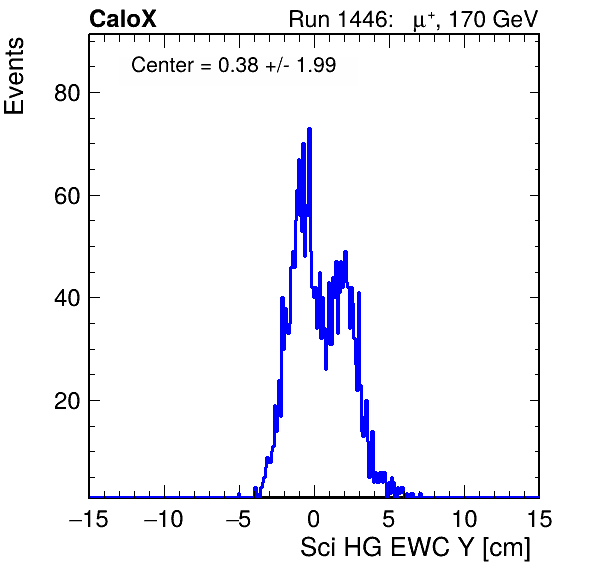 CaloX Run 1446: μ⁺, 170 GeV
Events
Center = 0.38 +/- 1.99
80
60
40
20
−15 −10 −5 0 5 10 15
Sci HG EWC Y [cm]